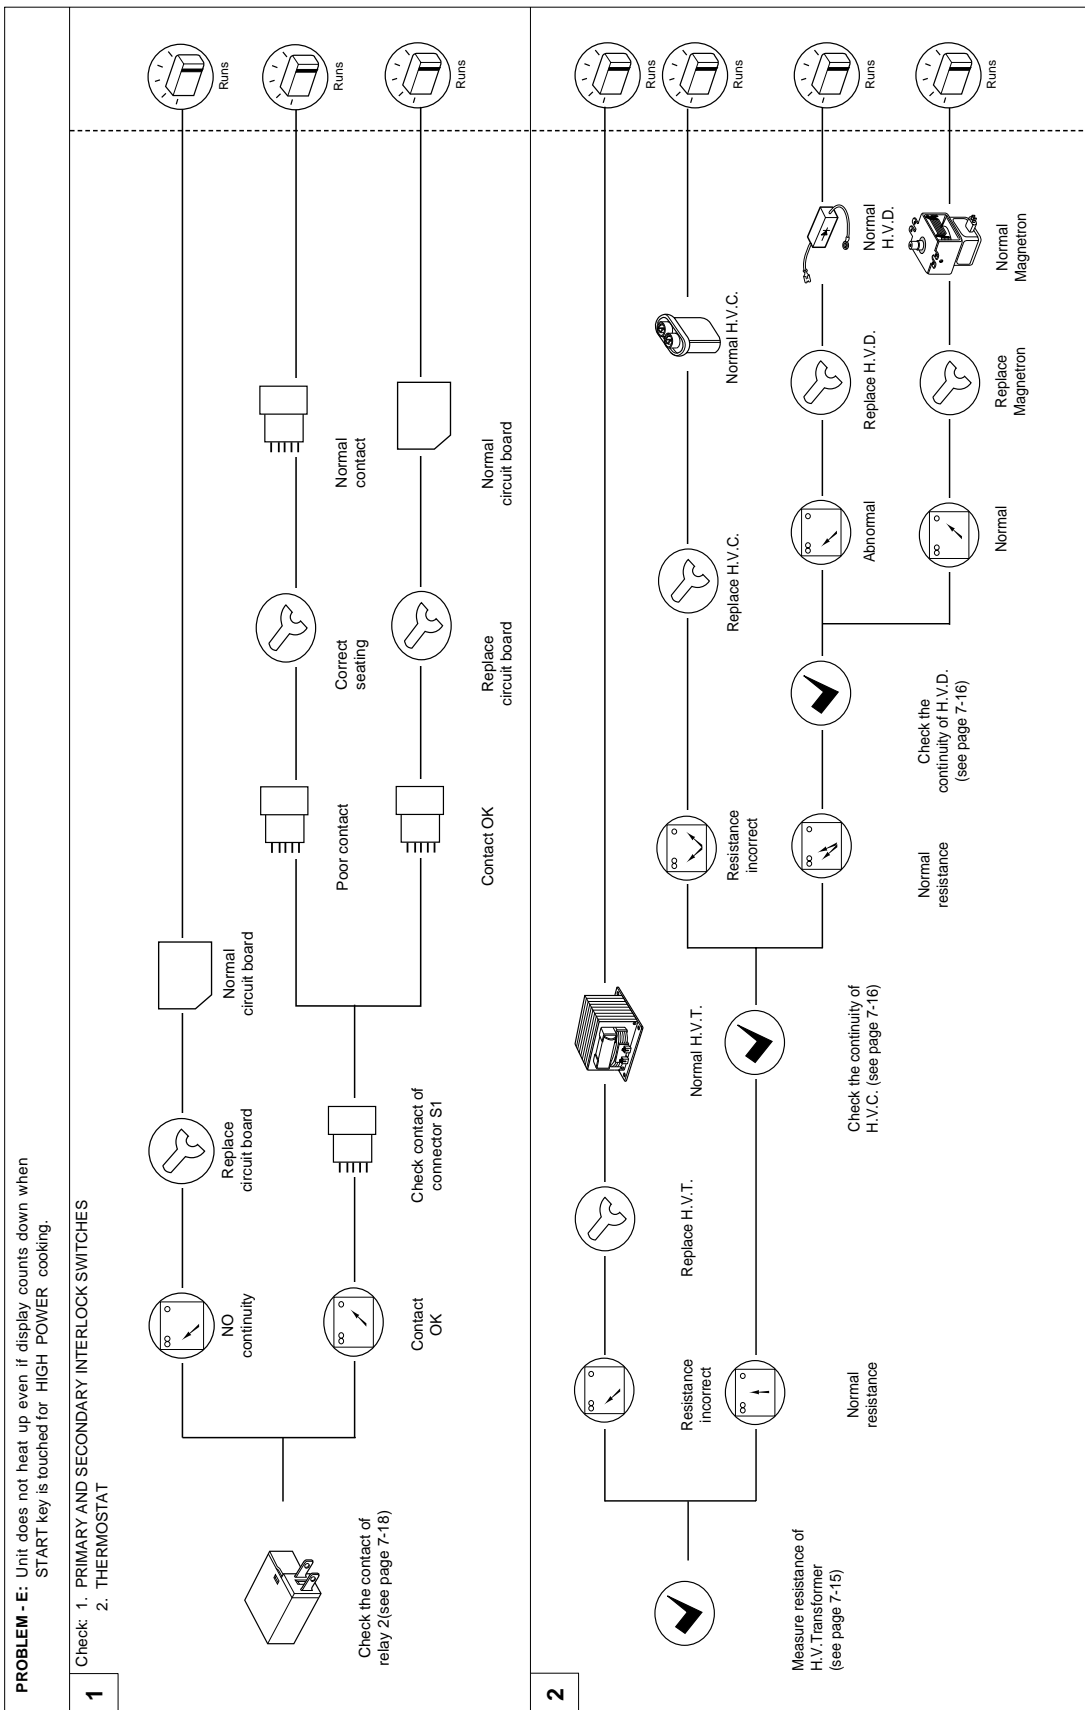 PROBLEM - E: Unit does not heat up even if display counts down when
START key is touched for HIGH POWER cooking.
1
Check: 1. PRIMARY AND SECONDARY INTERLOCK SWITCHES
2. THERMOSTAT
Check the contact of
relay 2(see page 7-18)
NO
continuity
Replace
circuit board
Normal
circuit board
Runs
Contact
OK
Check contact of
connector S1
Poor contact
Correct
seating
Normal
contact
Runs
Contact OK
Replace
circuit board
Normal
circuit board
Runs
2
Measure resistance of
H.V.Transformer
(see page 7-15)
Resistance
incorrect
Replace H.V.T.
Normal H.V.T.
Runs
Normal
resistance
Check the continuity of
H.V.C. (see page 7-16)
Resistance
incorrect
Replace H.V.C.
Normal H.V.C.
Runs
Normal
resistance
Check the
continuity of H.V.D.
(see page 7-16)
Abnormal
Replace H.V.D.
Normal
H.V.D.
Runs
Normal
Replace
Magnetron
Normal
Magnetron
Runs